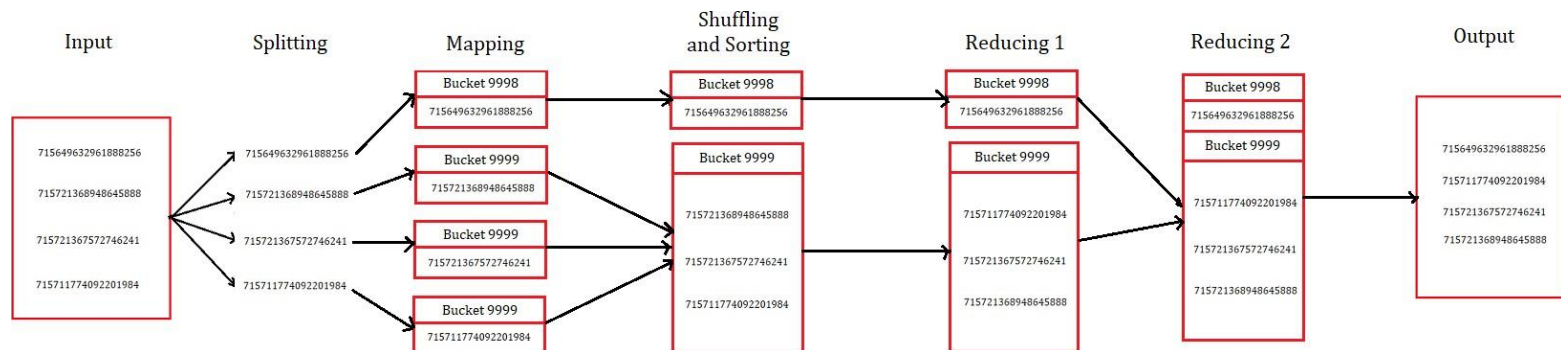 Input
Splitting
Mapping
Shuffling
and Sorting
Reducing 1
Reducing 2
Output
715649632961888256
715721368948645888
715721367572746241
715711774092201984
715649632961888256
715721368948645888
715721367572746241
715711774092201984
Bucket 9998
715649632961888256
Bucket 9999
715721368948645888
Bucket 9999
715721367572746241
Bucket 9999
715711774092201984
Bucket 9998
715649632961888256
Bucket 9999
715721368948645888
715721367572746241
715711774092201984
Bucket 9998
715649632961888256
Bucket 9999
715711774092201984
715721367572746241
715721368948645888
Bucket 9998
715649632961888256
Bucket 9999
715711774092201984
715721367572746241
715721368948645888
715649632961888256
715711774092201984
715721367572746241
715721368948645888